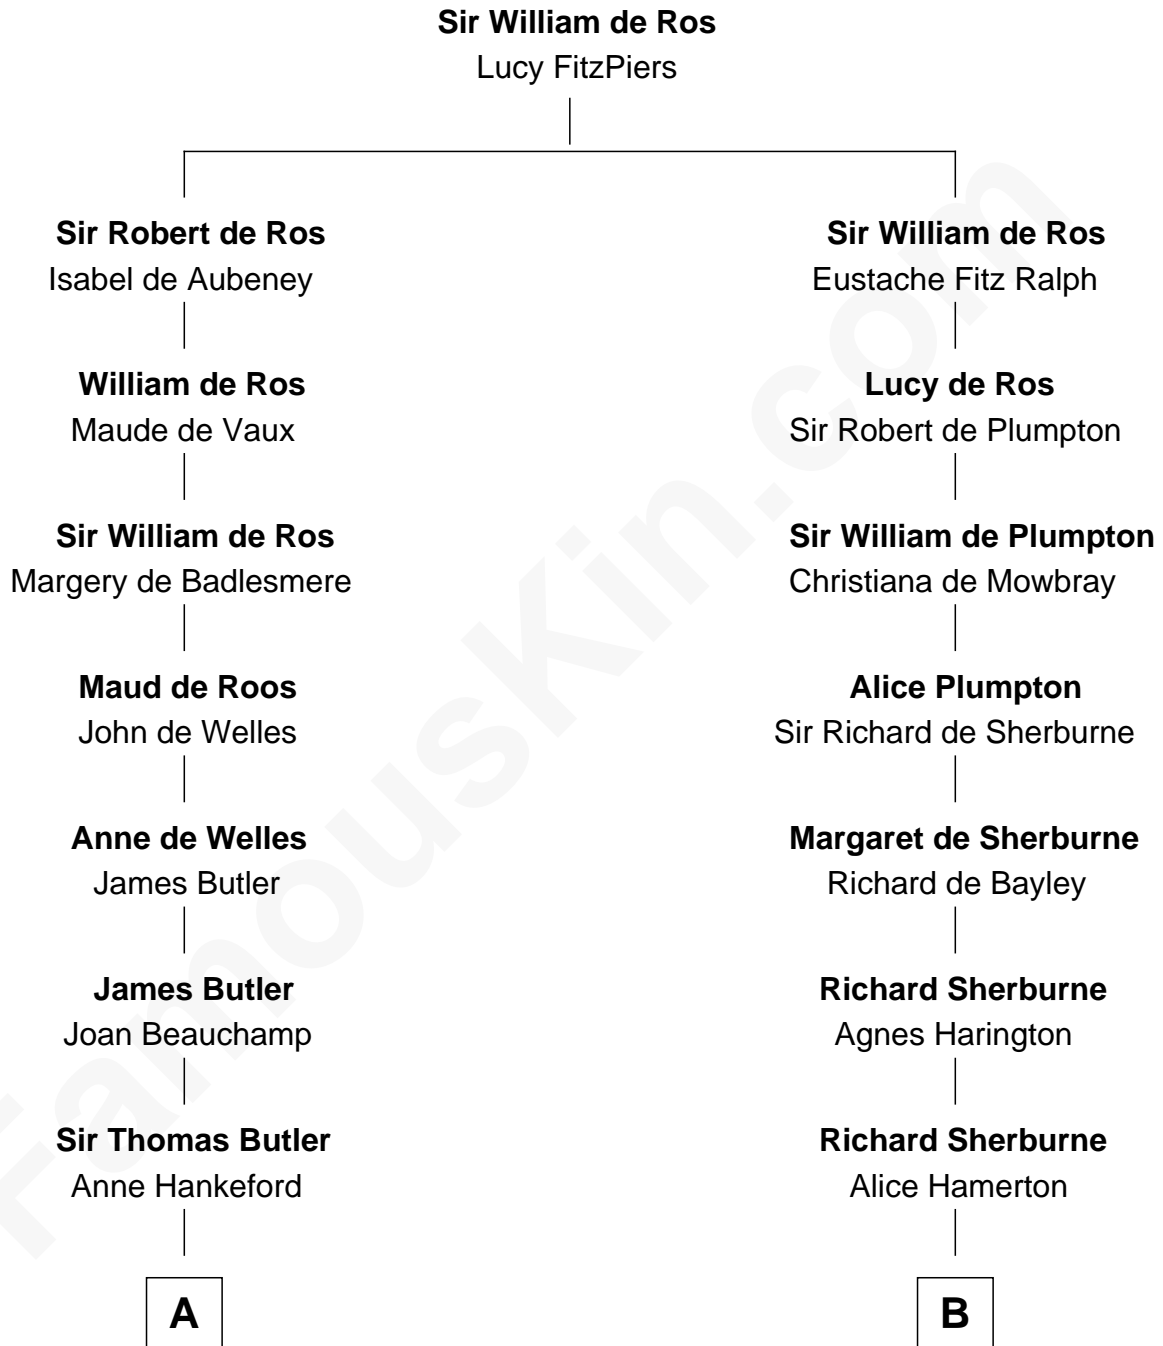 Sir William de Ros
Lucy FitzPiers
Sir Robert de Ros
Isabel de Aubeney
William de Ros
Maude de Vaux
Sir William de Ros
Margery de Badlesmere
Maud de Roos
John de Welles
Anne de Welles
James Butler
James Butler
Joan Beauchamp
Sir Thomas Butler
Anne Hankeford
A
Sir William de Ros
Eustache Fitz Ralph
Lucy de Ros
Sir Robert de Plumpton
Sir William de Plumpton
Christiana de Mowbray
Alice Plumpton
Sir Richard de Sherburne
Margaret de Sherburne
Richard de Bayley
Richard Sherburne
Agnes Harington
Richard Sherburne
Alice Hamerton
B
FamousKin.com